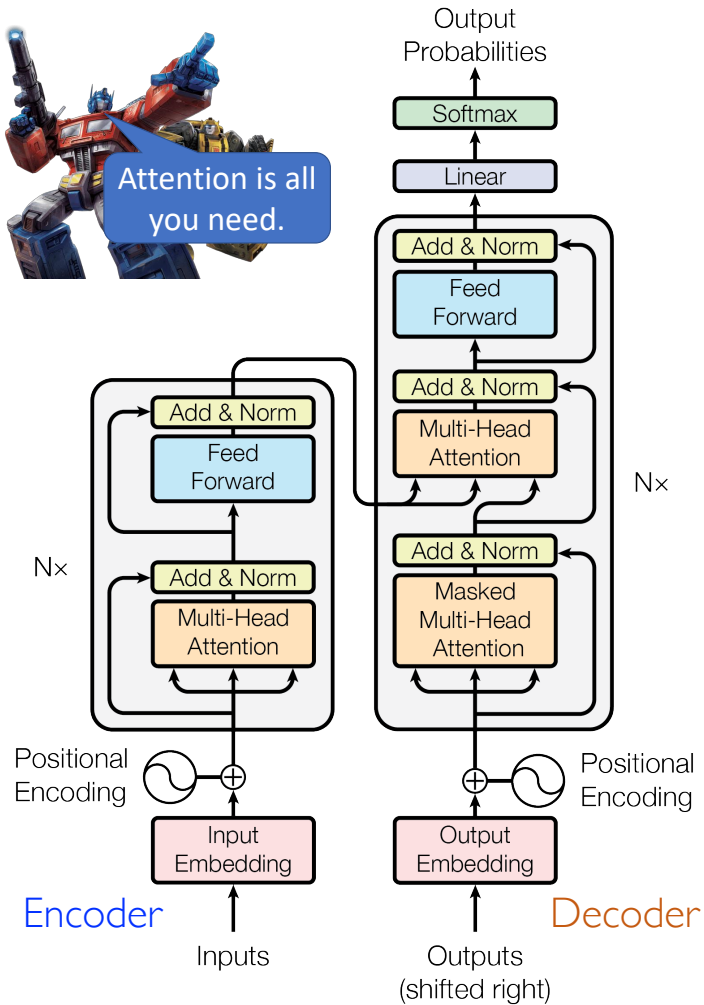 Output
Probabilities
Softmax
Attention is all
you need.
Linear
Add & Norm
Feed
Forward
Add & Norm
Multi-Head
Attention
Nx
Add & Norm
Masked
Multi-Head
Attention
Add & Norm
Feed
Forward
Nx
Add & Norm
Multi-Head
Attention
Positional
Encoding
Positional
Encoding
Input
Embedding
Output
Embedding
Encoder
Decoder
Inputs
Outputs
(shifted right)